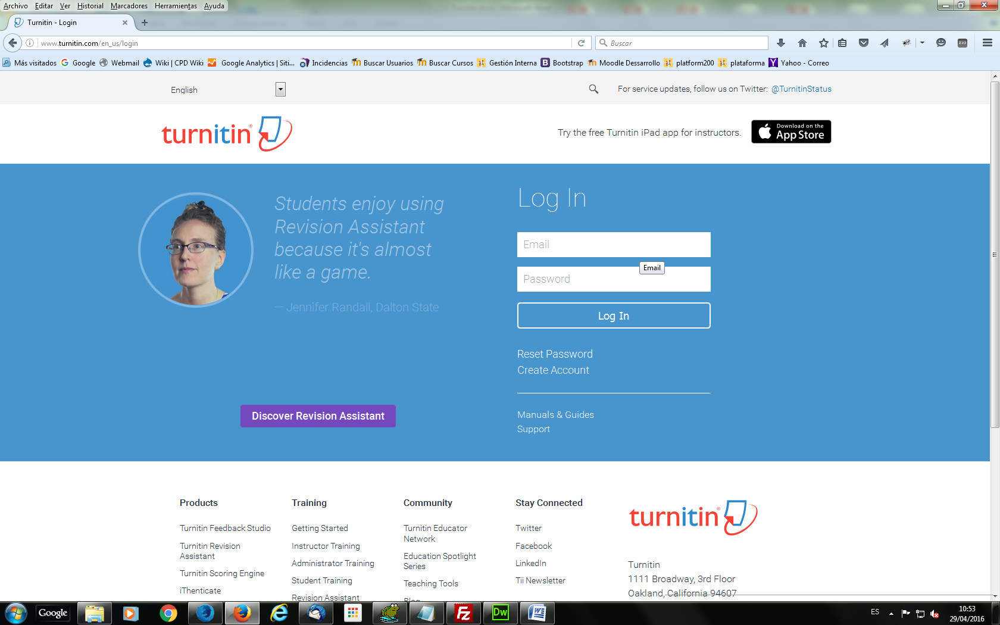 Archivo Editar Ver Historial Marcadores Herramientas Ayuda
Turnitin - Login
www.turnitin.com/en_us/login
Buscar
Más visitados Google Webmail Wiki | CPD Wiki Google Analytics | Siti... Incidencias Buscar Usuarios Buscar Cursos Gestión Interna B Bootstrap Moodle Dessarrollo platform200 plataforma Yahoo - Correo
English
For service updates, follow us on Twitter: @TurnitinStatus
turnitin®
Try the free Turnitin iPad app for instructors.
Download on the
App Store
Students enjoy using
Revision Assistant
because it's almost
like a game.
— Jennifer Randall, Dalton State
Discover Revision Assistant
Log In
Email
Email
Password
Log In
Reset Password
Create Account
Manuals & Guides
Support
Products
Turnitin Feedback Studio
Turnitin Revision
Assistant
Turnitin Scoring Engine
iThenticate
Training
Getting Started
Instructor Training
Administrator Training
Student Training
Revision Assistant
Community
Turnitin Educator
Network
Education Spotlight
Series
Teaching Tools
Blog
Stay Connected
Twitter
Facebook
LinkedIn
Tii Newsletter
turnitin®
Turnitin
1111 Broadway, 3rd Floor
Oakland, California 94607
Google
Fz
Dw
W
ES
10:53
29/04/2016